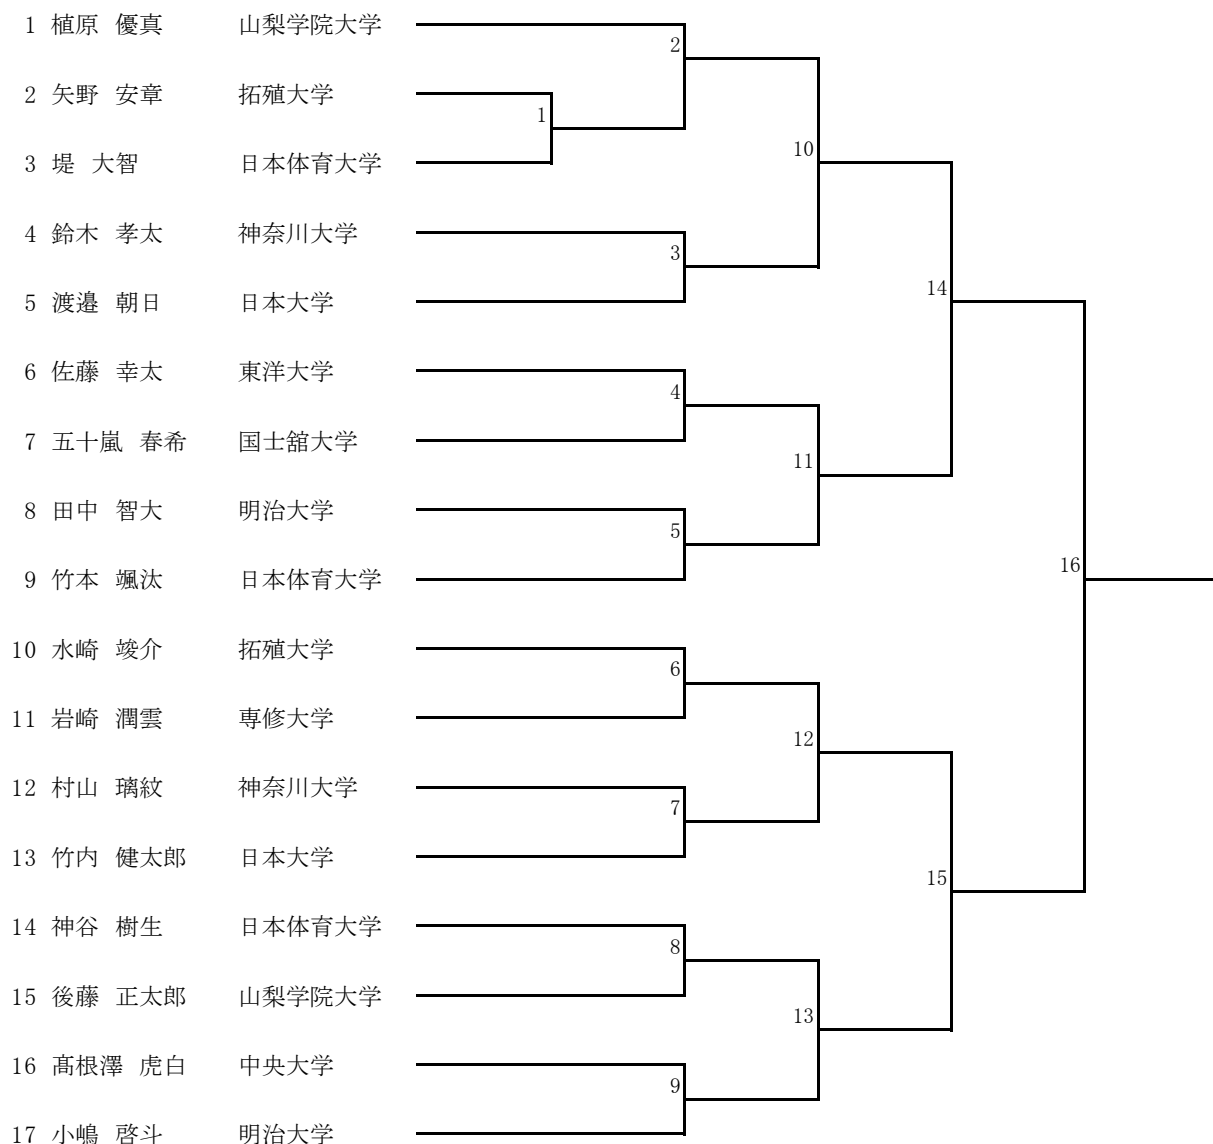 1 植原 優真 山梨学院大学
2
2 矢野 安章 拓殖大学
1
3 堤 大智 日本体育大学
10
4 鈴木 孝太 神奈川大学
3
5 渡邉 朝日 日本大学
14
6 佐藤 幸太 東洋大学
4
7 五十嵐 春希 国士舘大学
11
8 田中 智大 明治大学
5
9 竹本 颯汰 日本体育大学
16
10 水崎 竣介 拓殖大学
6
11 岩崎 潤雲 専修大学
12
12 村山 璃紋 神奈川大学
7
13 竹内 健太郎 日本大学
15
14 神谷 樹生 日本体育大学
8
15 後藤 正太郎 山梨学院大学
13
16 髙根澤 虎白 中央大学
9
17 小嶋 啓斗 明治大学